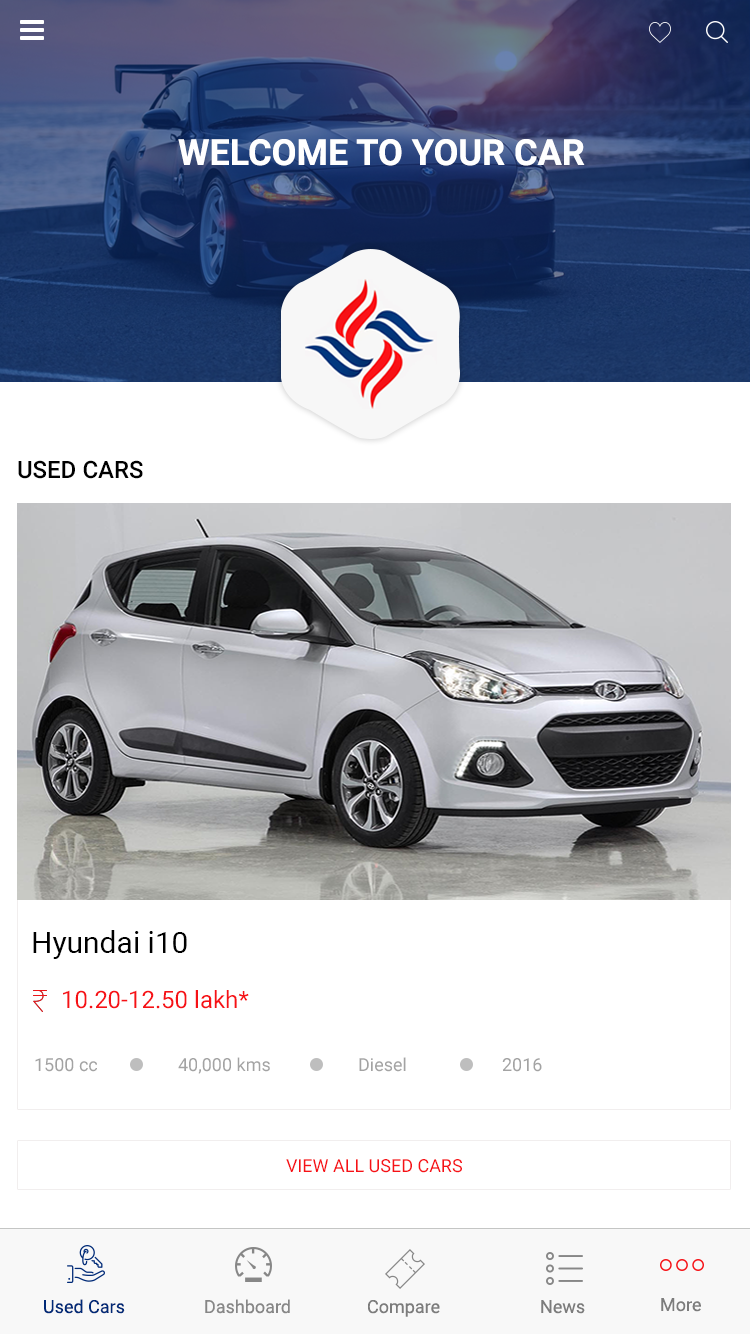 WELCOME TO YOUR CAR
USED CARS
Hyundai i10
₹ 10.20-12.50 lakh*
1500 cc ● 40,000 kms ● Diesel ● 2016
VIEW ALL USED CARS
Used Cars Dashboard Compare News More